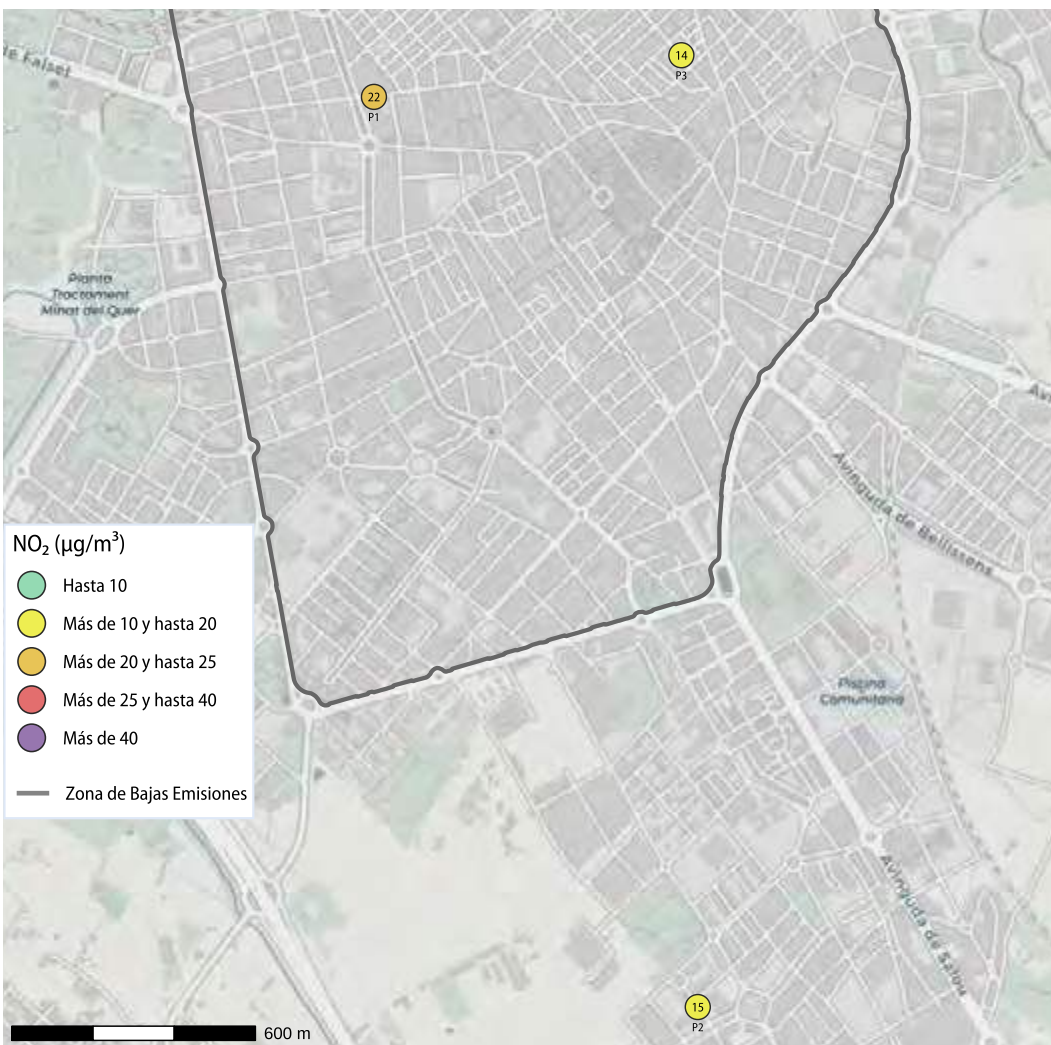 de Falset
14
P3
22
P1
Planta
Tractament
Minat del Quer
Avi
Avinguda de Bellissens
NO₂ (µg/m³)
Hasta 10
Más de 10 y hasta 20
Más de 20 y hasta 25
Más de 25 y hasta 40
Más de 40
Zona de Bajas Emisiones
Piscina
Comunitaria
Avinguda de Salou
15
P2
600 m